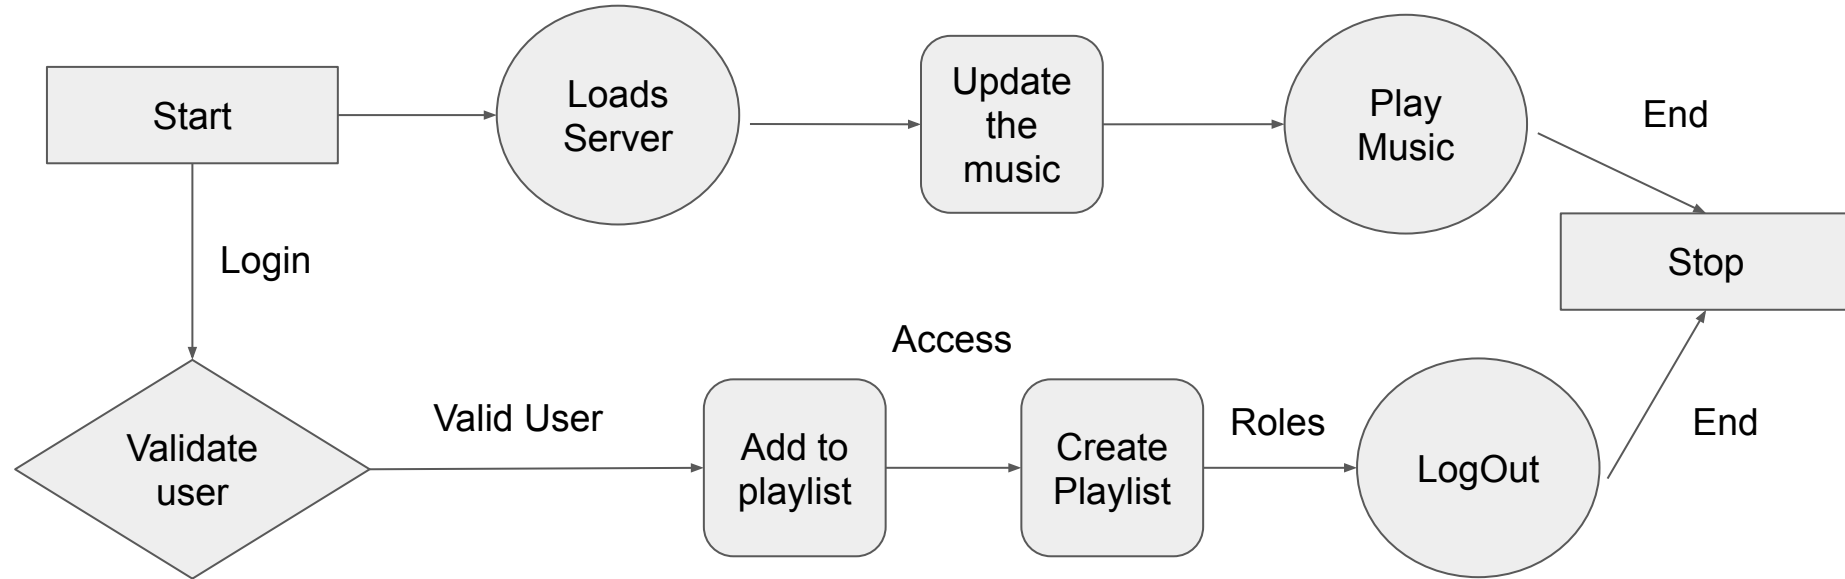 Start
Loads
Server
Update
the
music
Play
Music
End
Stop
Login
Access
Validate
user
Valid User
Add to
playlist
Create
Playlist
Roles
LogOut
End